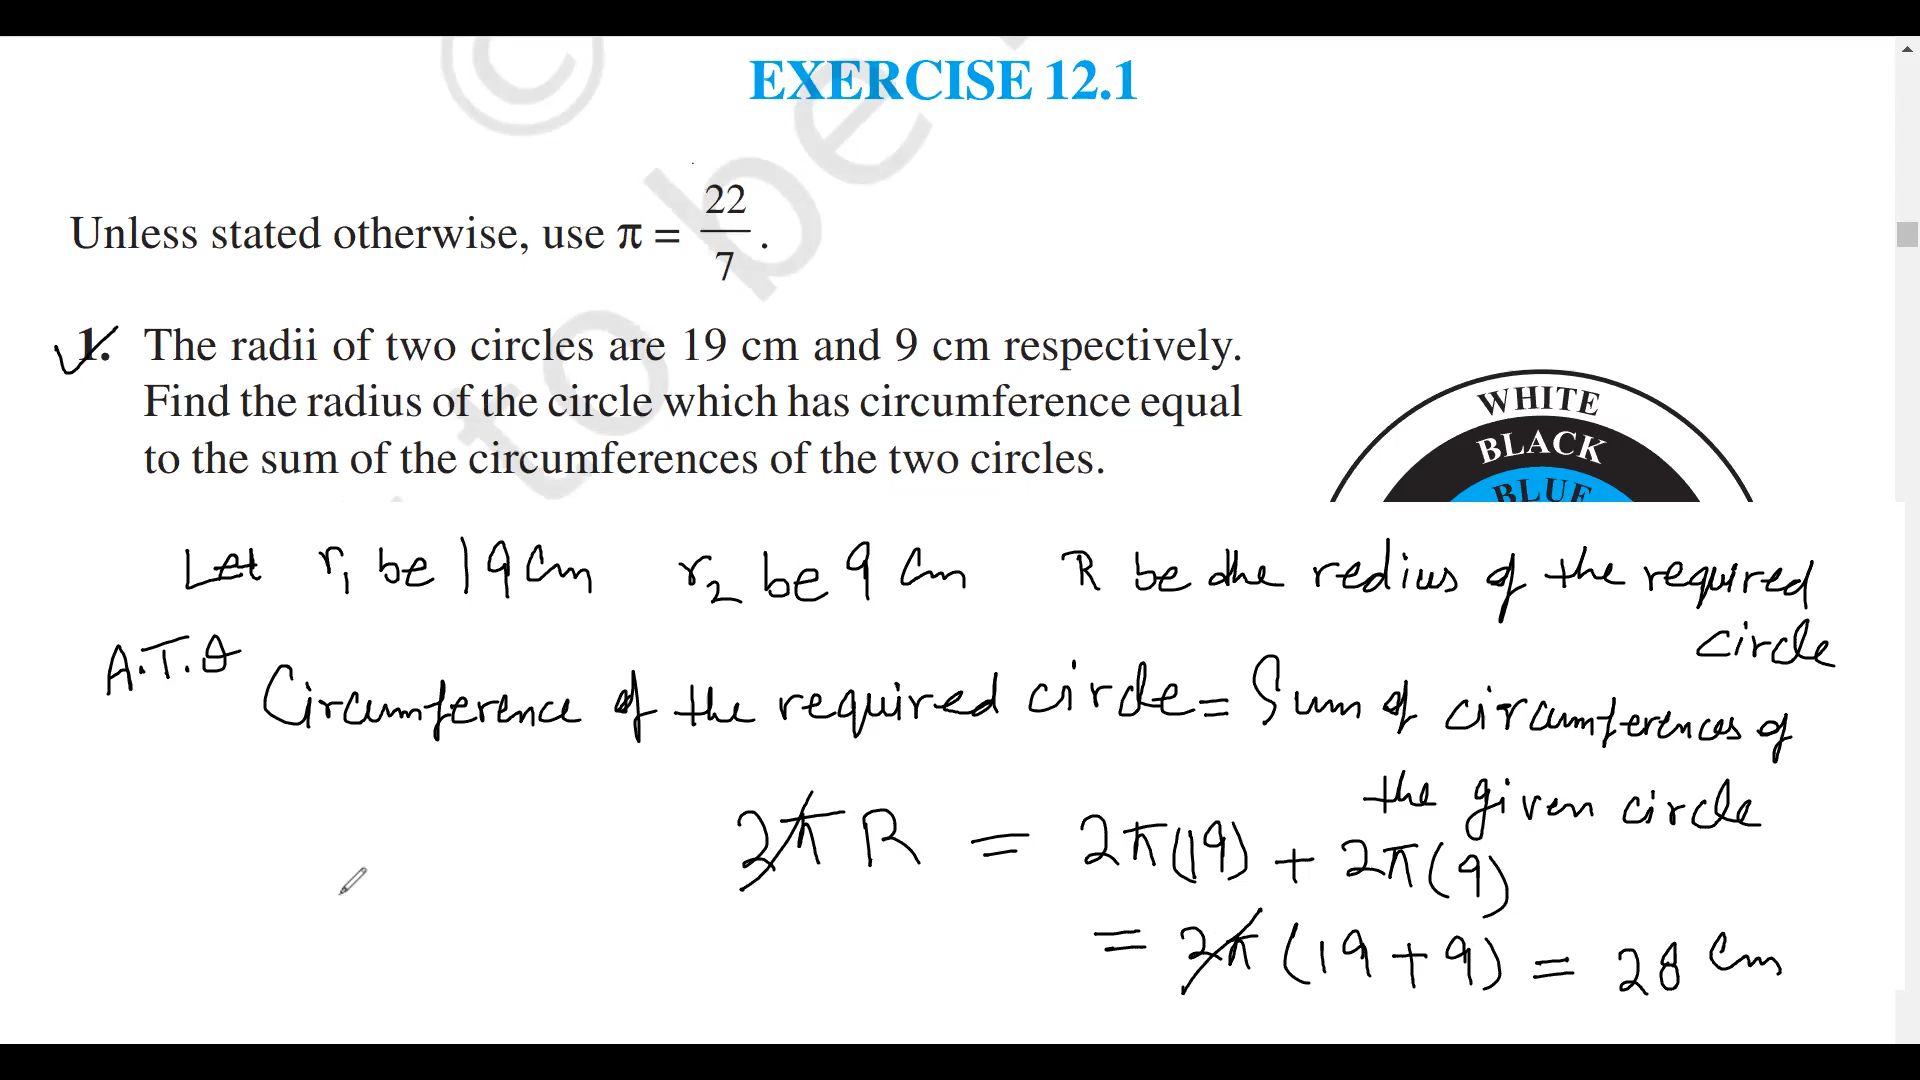 EXERCISE 12.1
Unless stated otherwise, use π = 22/7.
1. The radii of two circles are 19 cm and 9 cm respectively.
Find the radius of the circle which has circumference equal
to the sum of the circumferences of the two circles.
WHITE
BLACK
BLUE
Let r₁ be 19 cm r₂ be 9 cm R be the redius of the required
circle
A.T.Q
Circumference of the required circle = Sum of circumferences of
the given circle
2πR = 2π(19) + 2π(9)
= 2π(19+9) = 28 cm
© to be